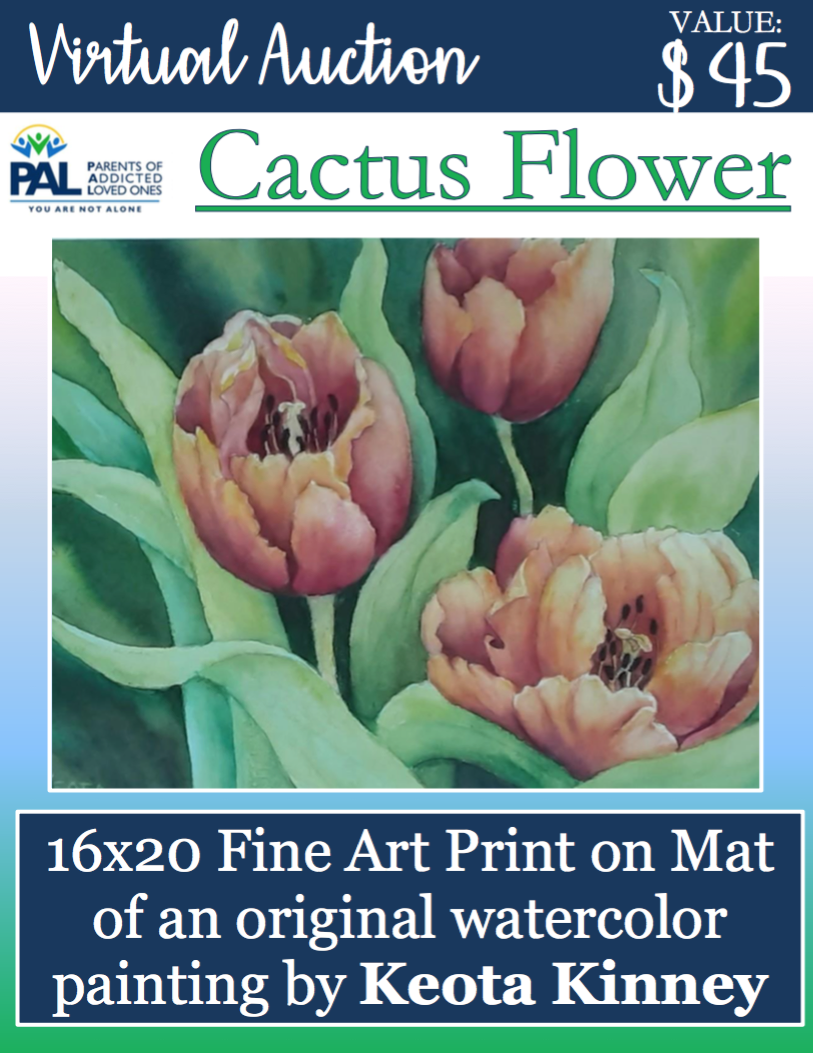 Virtual Auction
VALUE:
$45
PAL PARENTS OF
ADDICTED
LOVED ONES
YOU ARE NOT ALONE
Cactus Flower
16x20 Fine Art Print on Mat
of an original watercolor
painting by Keota Kinney